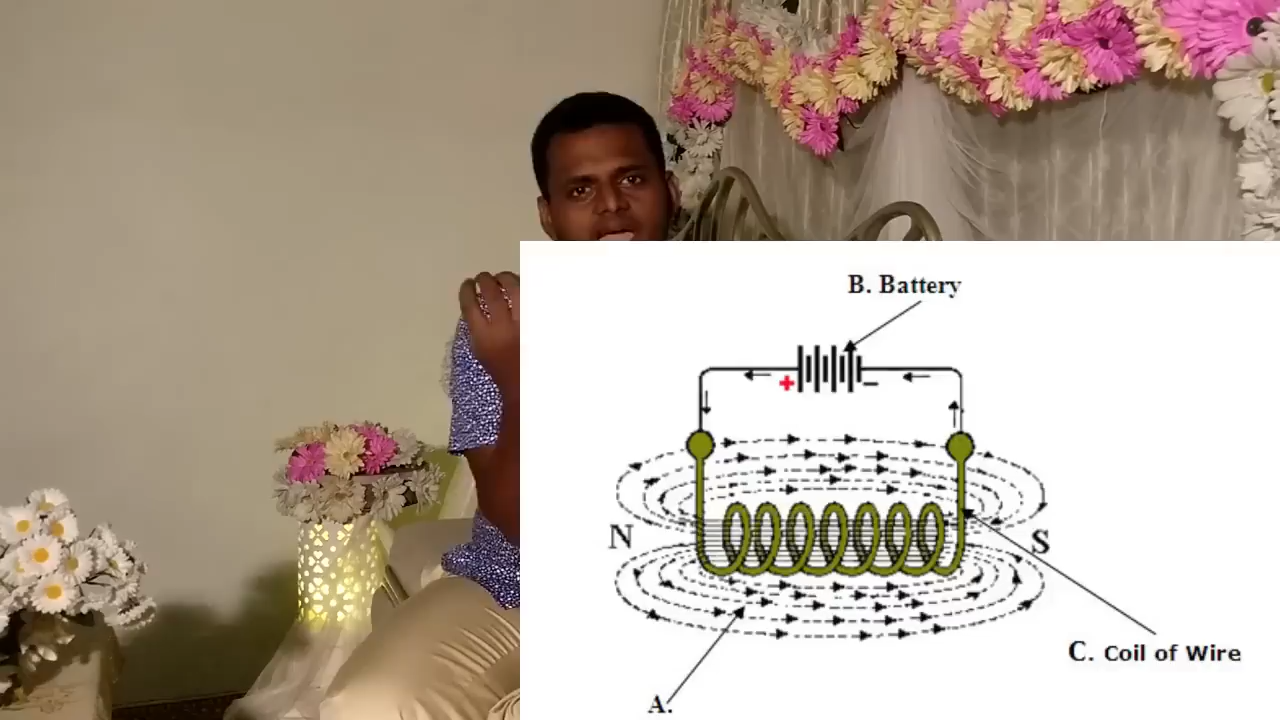 B. Battery
+ −
N
S
C. Coil of Wire
A.